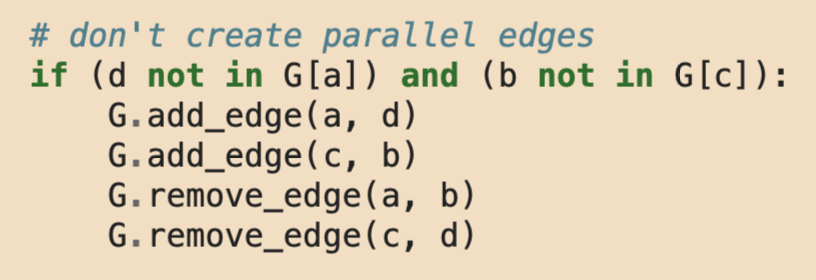 # don't create parallel edges
if (d not in G[a]) and (b not in G[c]):
    G.add_edge(a, d)
    G.add_edge(c, b)
    G.remove_edge(a, b)
    G.remove_edge(c, d)